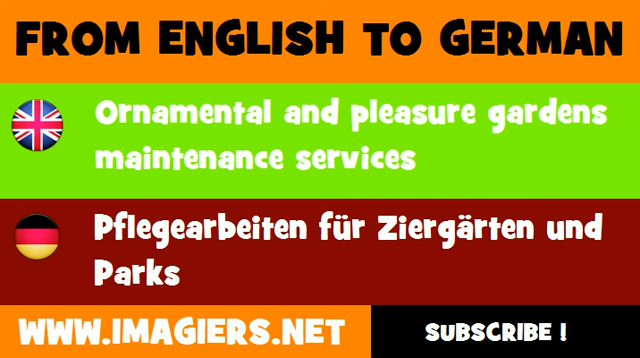 FROM ENGLISH TO GERMAN
Ornamental and pleasure gardens
maintenance services
Pflegearbeiten für Ziergärten und
Parks
WWW.IMAGIERS.NET
SUBSCRIBE !